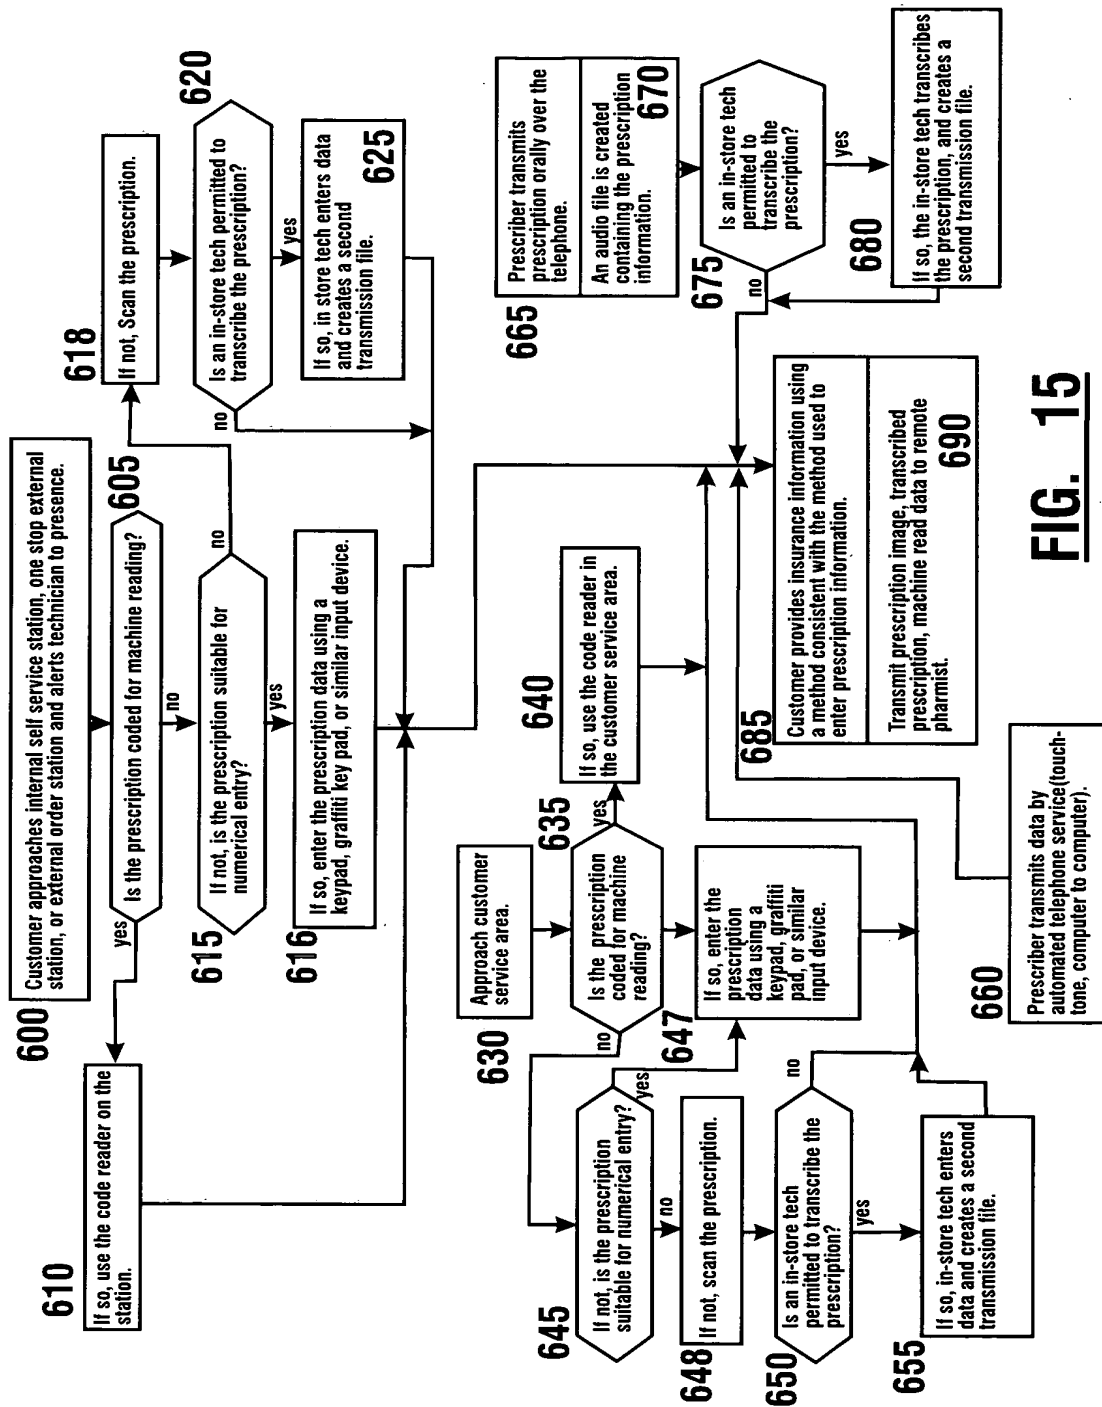 600
Customer approaches internal self service station, one stop external
station, or external order station and alerts technician to presence.
605
Is the prescription coded for machine reading?
yes
no
610
If so, use the code reader on the
station.
615
If not, is the prescription suitable for
numerical entry?
no
yes
616
If so, enter the prescription data using a
keypad, graffiti key pad, or similar input device.
618
If not, Scan the prescription.
620
Is an in-store tech permitted to
transcribe the prescription?
no
yes
625
If so, in store tech enters data
and creates a second
transmission file.
630
Approach customer
service area.
635
Is the prescription
coded for machine
reading?
yes
no
640
If so, use the code reader in
the customer service area.
645
If not, is the prescription
suitable for numerical entry?
yes
no
647
If so, enter the
prescription
data using a
keypad, graffiti
pad, or similar
input device.
648
If not, scan the prescription.
650
Is an in-store tech
permitted to transcribe the
prescription?
no
yes
655
If so, in-store tech enters
data and creates a second
transmission file.
660
Prescriber transmits data by
automated telephone service(touch-
tone, computer to computer).
665
Prescriber transmits
prescription orally over the
telephone.
670
An audio file is created
containing the prescription
information.
675
Is an in-store tech
permitted to
transcribe the
prescription?
no
yes
680
If so, the in-store tech transcribes
the prescription, and creates a
second transmission file.
685
Customer provides insurance information using
a method consistent with the method used to
enter prescription information.
690
Transmit prescription image, transcribed
prescription, machine read data to remote
pharmist.
FIG. 15